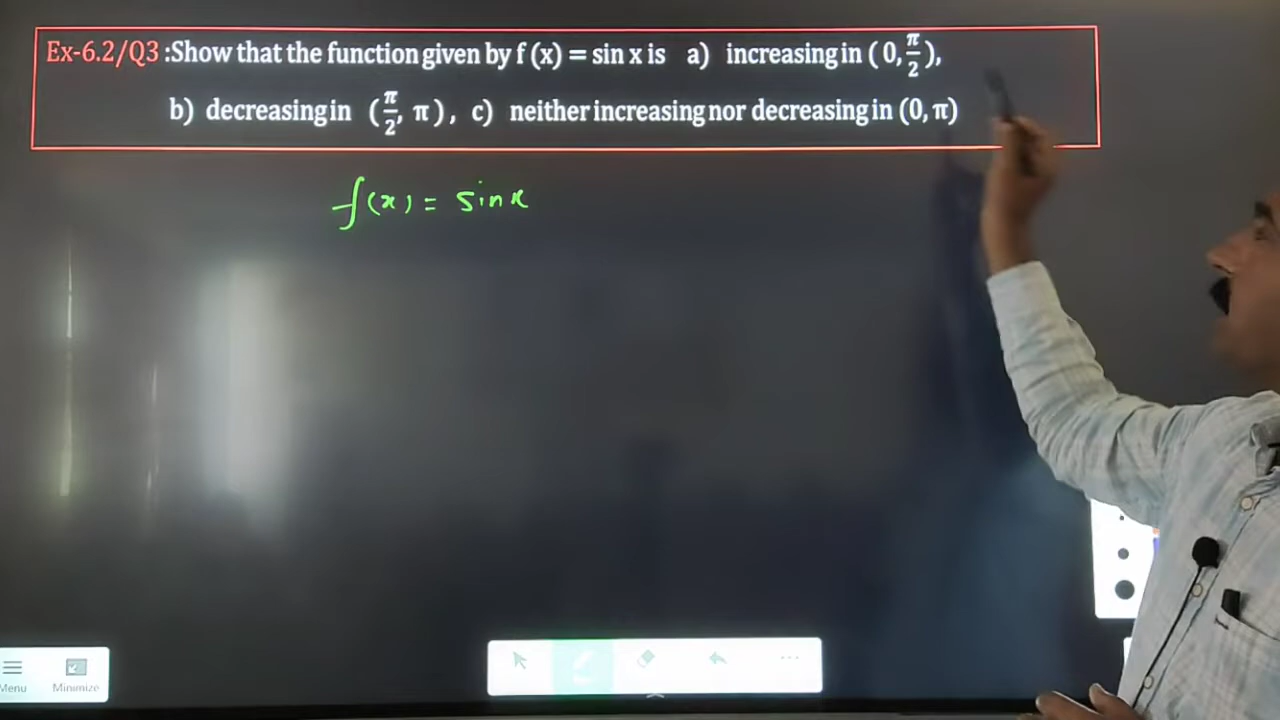 Ex-6.2/Q3 :Show that the function given by f (x) = sin x is a) increasing in (0, π/2),
b) decreasing in (π/2, π), c) neither increasing nor decreasing in (0, π)
f(x) = sin x
Menu
Minimize